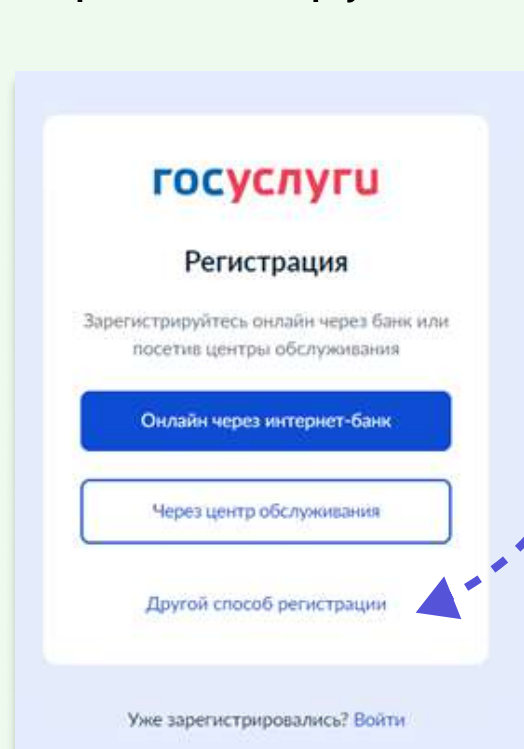 госуслуги
Регистрация
Зарегистрируйтесь онлайн через банк или
посетив центры обслуживания
Онлайн через интернет-банк
Через центр обслуживания
Другой способ регистрации
Уже зарегистрировались? Войти